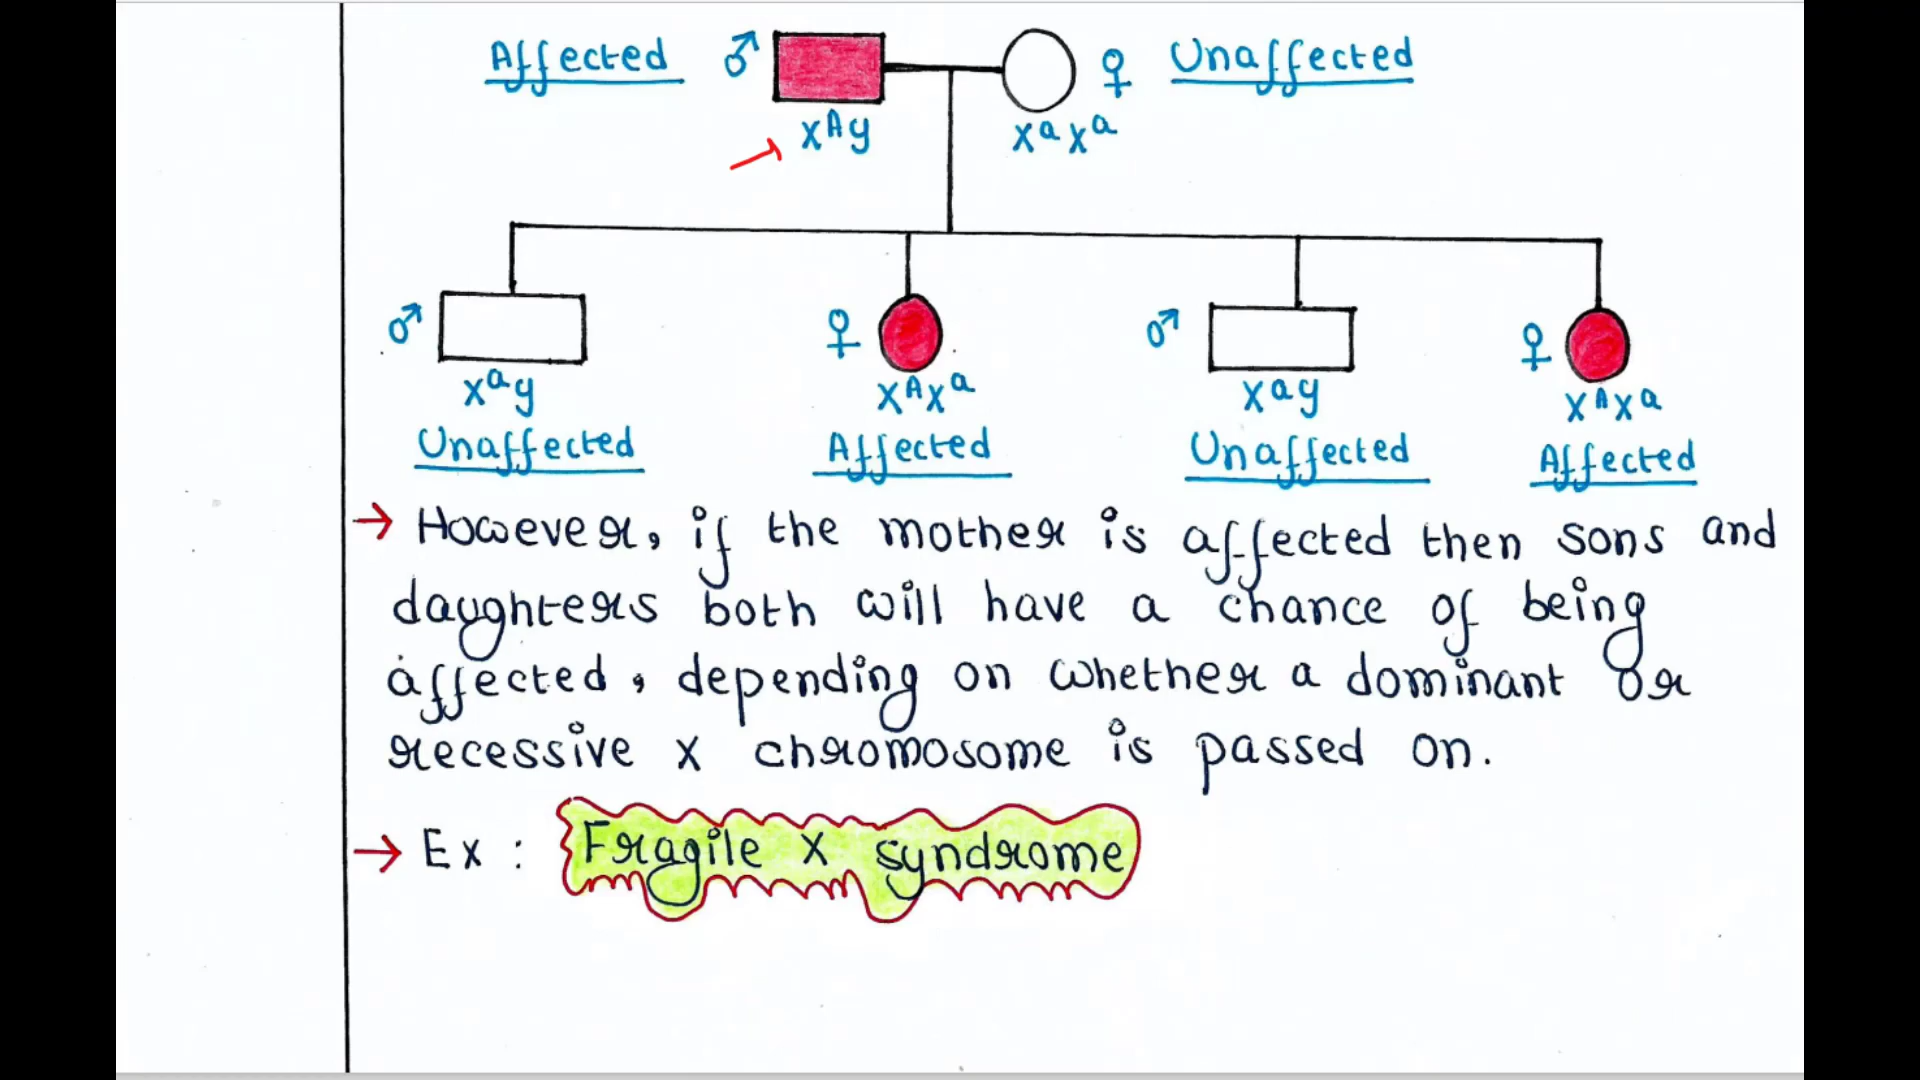 Affected ♂ ♀ Unaffected
XᴬY XᵃXᵃ
♂ ♀ ♂ ♀
XᵃY XᴬXᵃ XᵃY XᴬXᵃ
Unaffected Affected Unaffected Affected
→ However, if the mother is affected then sons and
daughters both will have a chance of being
affected, depending on whether a dominant or
recessive X chromosome is passed on.
→ Ex : Fragile X syndrome